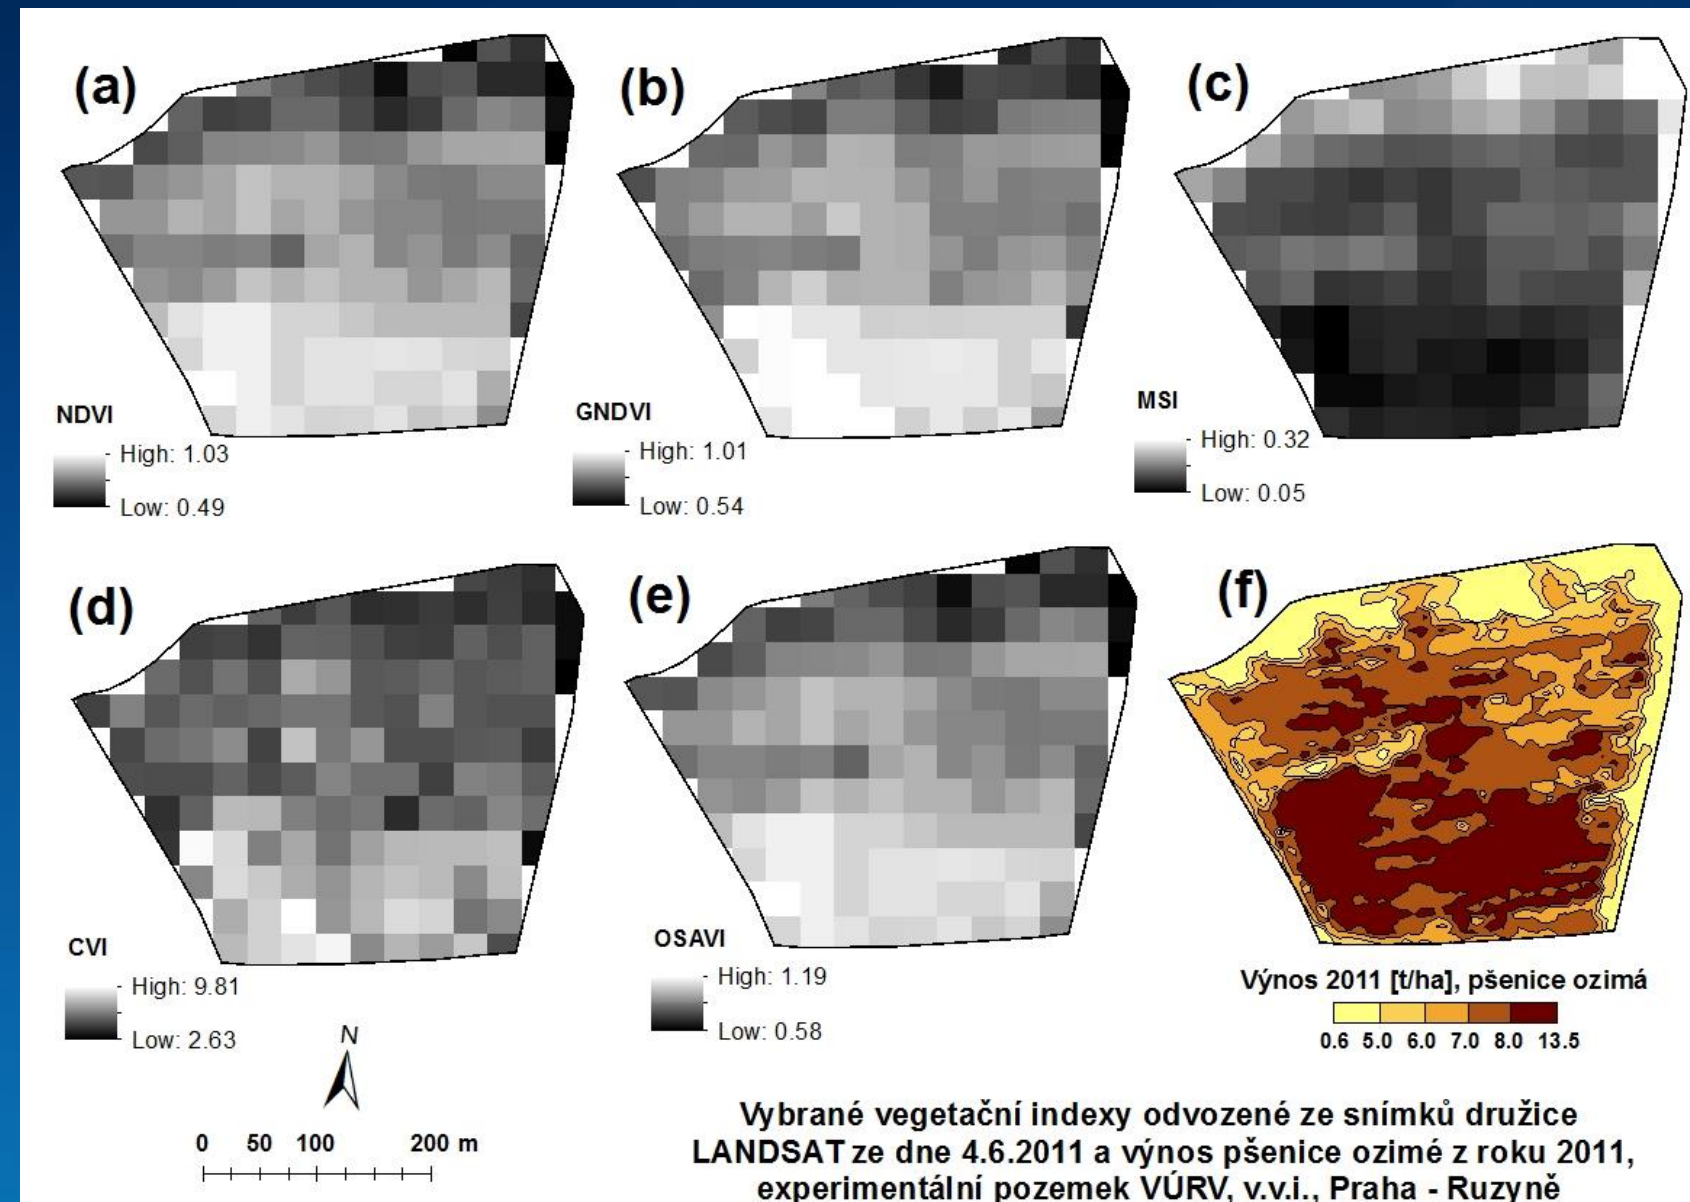 (a)
(b)
(c)
NDVI
High: 1.03
Low: 0.49
GNDVI
High: 1.01
Low: 0.54
MSI
High: 0.32
Low: 0.05
(d)
(e)
(f)
CVI
High: 9.81
Low: 2.63
OSAVI
High: 1.19
Low: 0.58
Výnos 2011 [t/ha], pšenice ozimá
0.6 5.0 6.0 7.0 8.0 13.5
N
0 50 100 200 m
Vybrané vegetační indexy odvozené ze snímků družice
LANDSAT ze dne 4.6.2011 a výnos pšenice ozimé z roku 2011,
experimentální pozemek VÚRV, v.v.i., Praha - Ruzyně